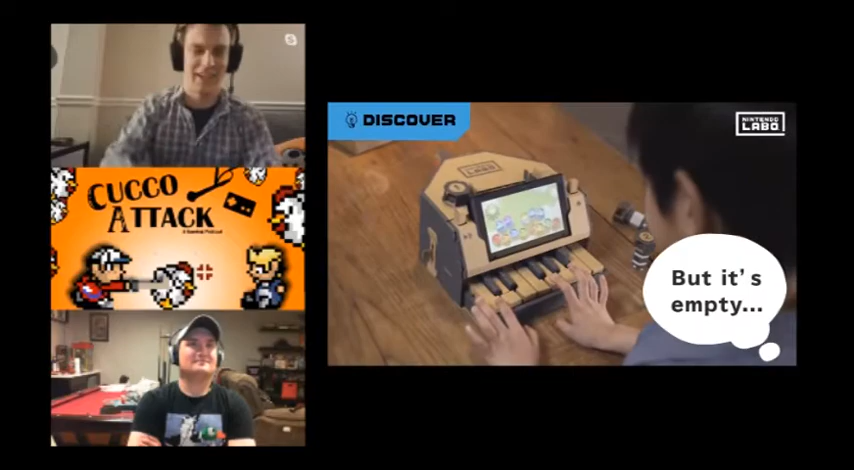 CUCCO
ATTACK
DISCOVER
NINTENDO
LABO
But it's
empty...